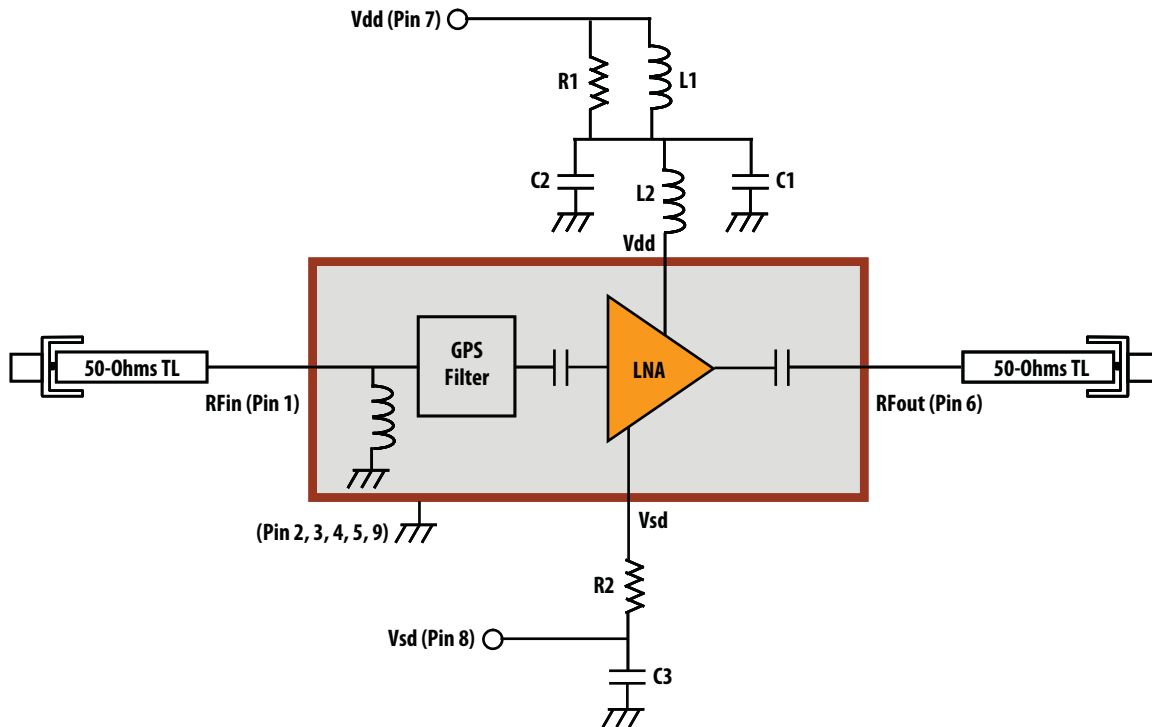 Vdd (Pin 7)
R1
L1
C2
L2
C1
Vdd
50-Ohms TL
GPS
Filter
LNA
50-Ohms TL
RFin (Pin 1)
RFout (Pin 6)
(Pin 2, 3, 4, 5, 9)
Vsd
R2
Vsd (Pin 8)
C3